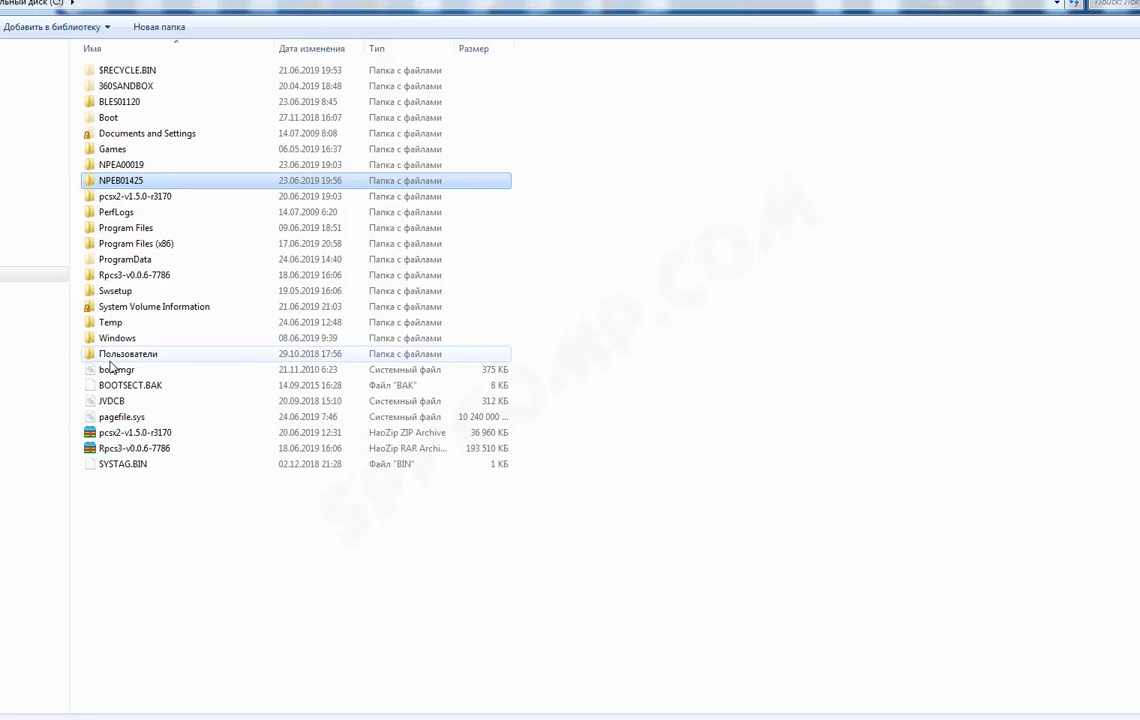 льный диск (C:) ▸ Поиск: Лок
Добавить в библиотеку ▾ Новая папка
Имя Дата изменения Тип Размер
$RECYCLE.BIN 21.06.2019 19:53 Папка с файлами
360SANDBOX 20.04.2019 18:48 Папка с файлами
BLES01120 23.06.2019 8:45 Папка с файлами
Boot 27.11.2018 16:07 Папка с файлами
Documents and Settings 14.07.2009 8:08 Папка с файлами
Games 06.05.2019 16:37 Папка с файлами
NPEA00019 23.06.2019 19:03 Папка с файлами
NPEB01425 23.06.2019 19:56 Папка с файлами
pcsx2-v1.5.0-r3170 20.06.2019 19:03 Папка с файлами
PerfLogs 14.07.2009 6:20 Папка с файлами
Program Files 09.06.2019 18:51 Папка с файлами
Program Files (x86) 17.06.2019 20:58 Папка с файлами
ProgramData 24.06.2019 14:40 Папка с файлами
Rpcs3-v0.0.6-7786 18.06.2019 16:06 Папка с файлами
Swsetup 19.05.2019 16:06 Папка с файлами
System Volume Information 21.06.2019 21:03 Папка с файлами
Temp 24.06.2019 12:48 Папка с файлами
Windows 08.06.2019 9:39 Папка с файлами
Пользователи 29.10.2018 17:56 Папка с файлами
bootmgr 21.11.2010 6:23 Системный файл 375 КБ
BOOTSECT.BAK 14.09.2015 16:28 Файл "BAK" 8 КБ
JVDCB 20.09.2018 15:10 Системный файл 312 КБ
pagefile.sys 24.06.2019 7:46 Системный файл 10 240 000 ...
pcsx2-v1.5.0-r3170 20.06.2019 12:31 HaoZip ZIP Archive 36 960 КБ
Rpcs3-v0.0.6-7786 18.06.2019 16:06 HaoZip RAR Archi... 193 510 КБ
SYSTAG.BIN 02.12.2018 21:28 Файл "BIN" 1 КБ